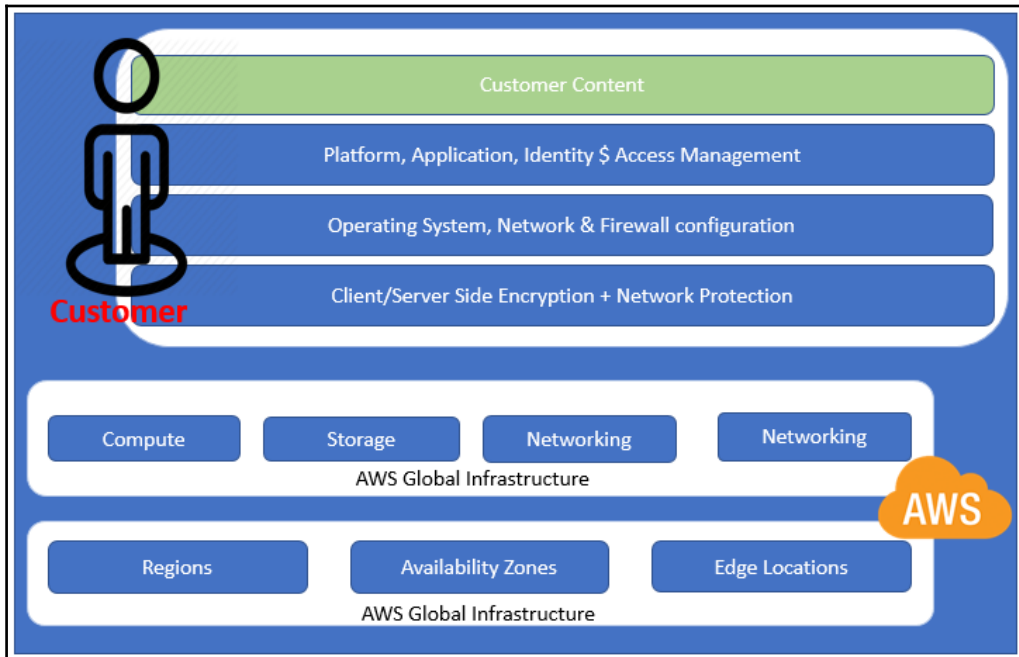 Customer Content
Platform, Application, Identity $ Access Management
Operating System, Network & Firewall configuration
Client/Server Side Encryption + Network Protection
Customer
Compute
Storage
Networking
Networking
AWS Global Infrastructure
AWS
Regions
Availability Zones
Edge Locations
AWS Global Infrastructure